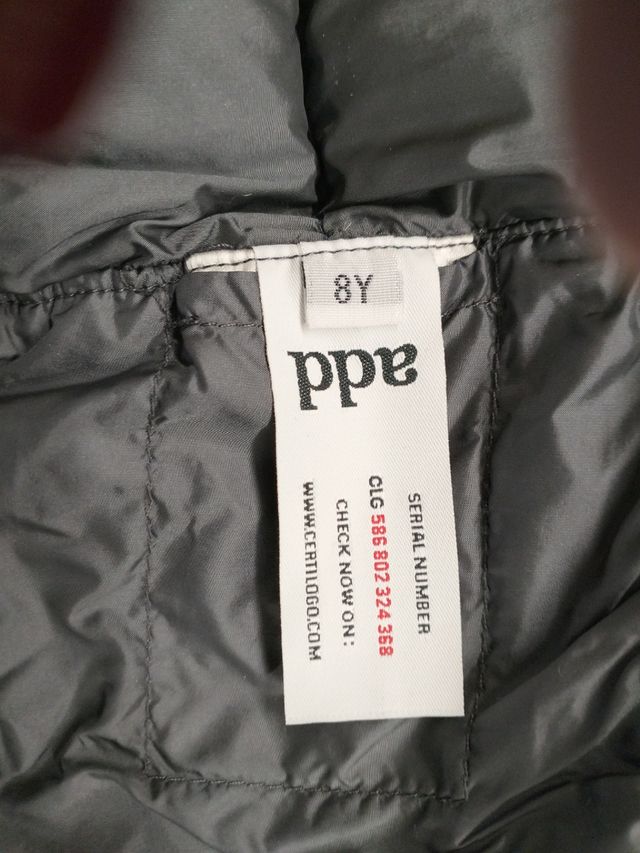 8Y
add
SERIAL NUMBER
CLG 586 802 324 368
CHECK NOW ON:
WWW.CERTILOGO.COM